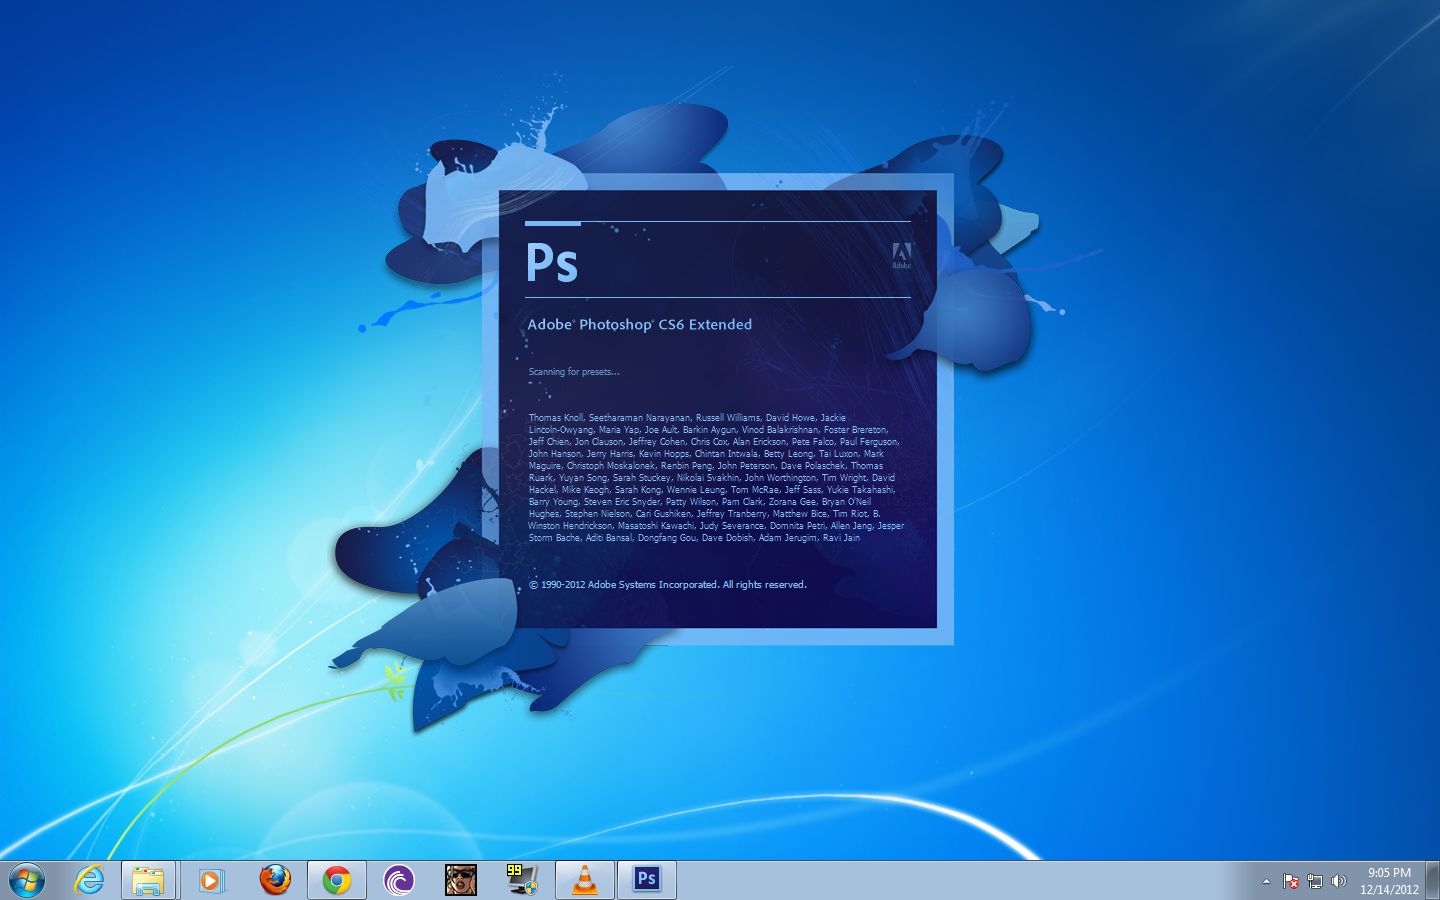 Ps
Adobe
Adobe® Photoshop® CS6 Extended
Scanning for presets...
Thomas Knoll, Seetharaman Narayanan, Russell Williams, David Howe, Jackie
Lincoln-Owyang, Maria Yap, Joe Ault, Barkin Aygun, Vinod Balakrishnan, Foster Brereton,
Jeff Chien, Jon Clauson, Jeffrey Cohen, Chris Cox, Alan Erickson, Pete Falco, Paul Ferguson,
John Hanson, Jerry Harris, Kevin Hopps, Chintan Intwala, Betty Leong, Tai Luxon, Mark
Maguire, Christoph Moskalonek, Renbin Peng, John Peterson, Dave Polaschek, Thomas
Ruark, Yuyan Song, Sarah Stuckey, Nikolai Svakhin, John Worthington, Tim Wright, David
Hackel, Mike Keogh, Sarah Kong, Wennie Leung, Tom McRae, Jeff Sass, Yukie Takahashi,
Barry Young, Steven Eric Snyder, Patty Wilson, Pam Clark, Zorana Gee, Bryan O'Neil
Hughes, Stephen Nielson, Cari Gushiken, Jeffrey Tranberry, Matthew Bice, Tim Riot, B.
Winston Hendrickson, Masatoshi Kawachi, Judy Severance, Domnita Petri, Allen Jeng, Jesper
Storm Bache, Aditi Bansal, Dongfang Gou, Dave Dobish, Adam Jerugim, Ravi Jain
© 1990-2012 Adobe Systems Incorporated. All rights reserved.
99
Ps
9:05 PM
12/14/2012